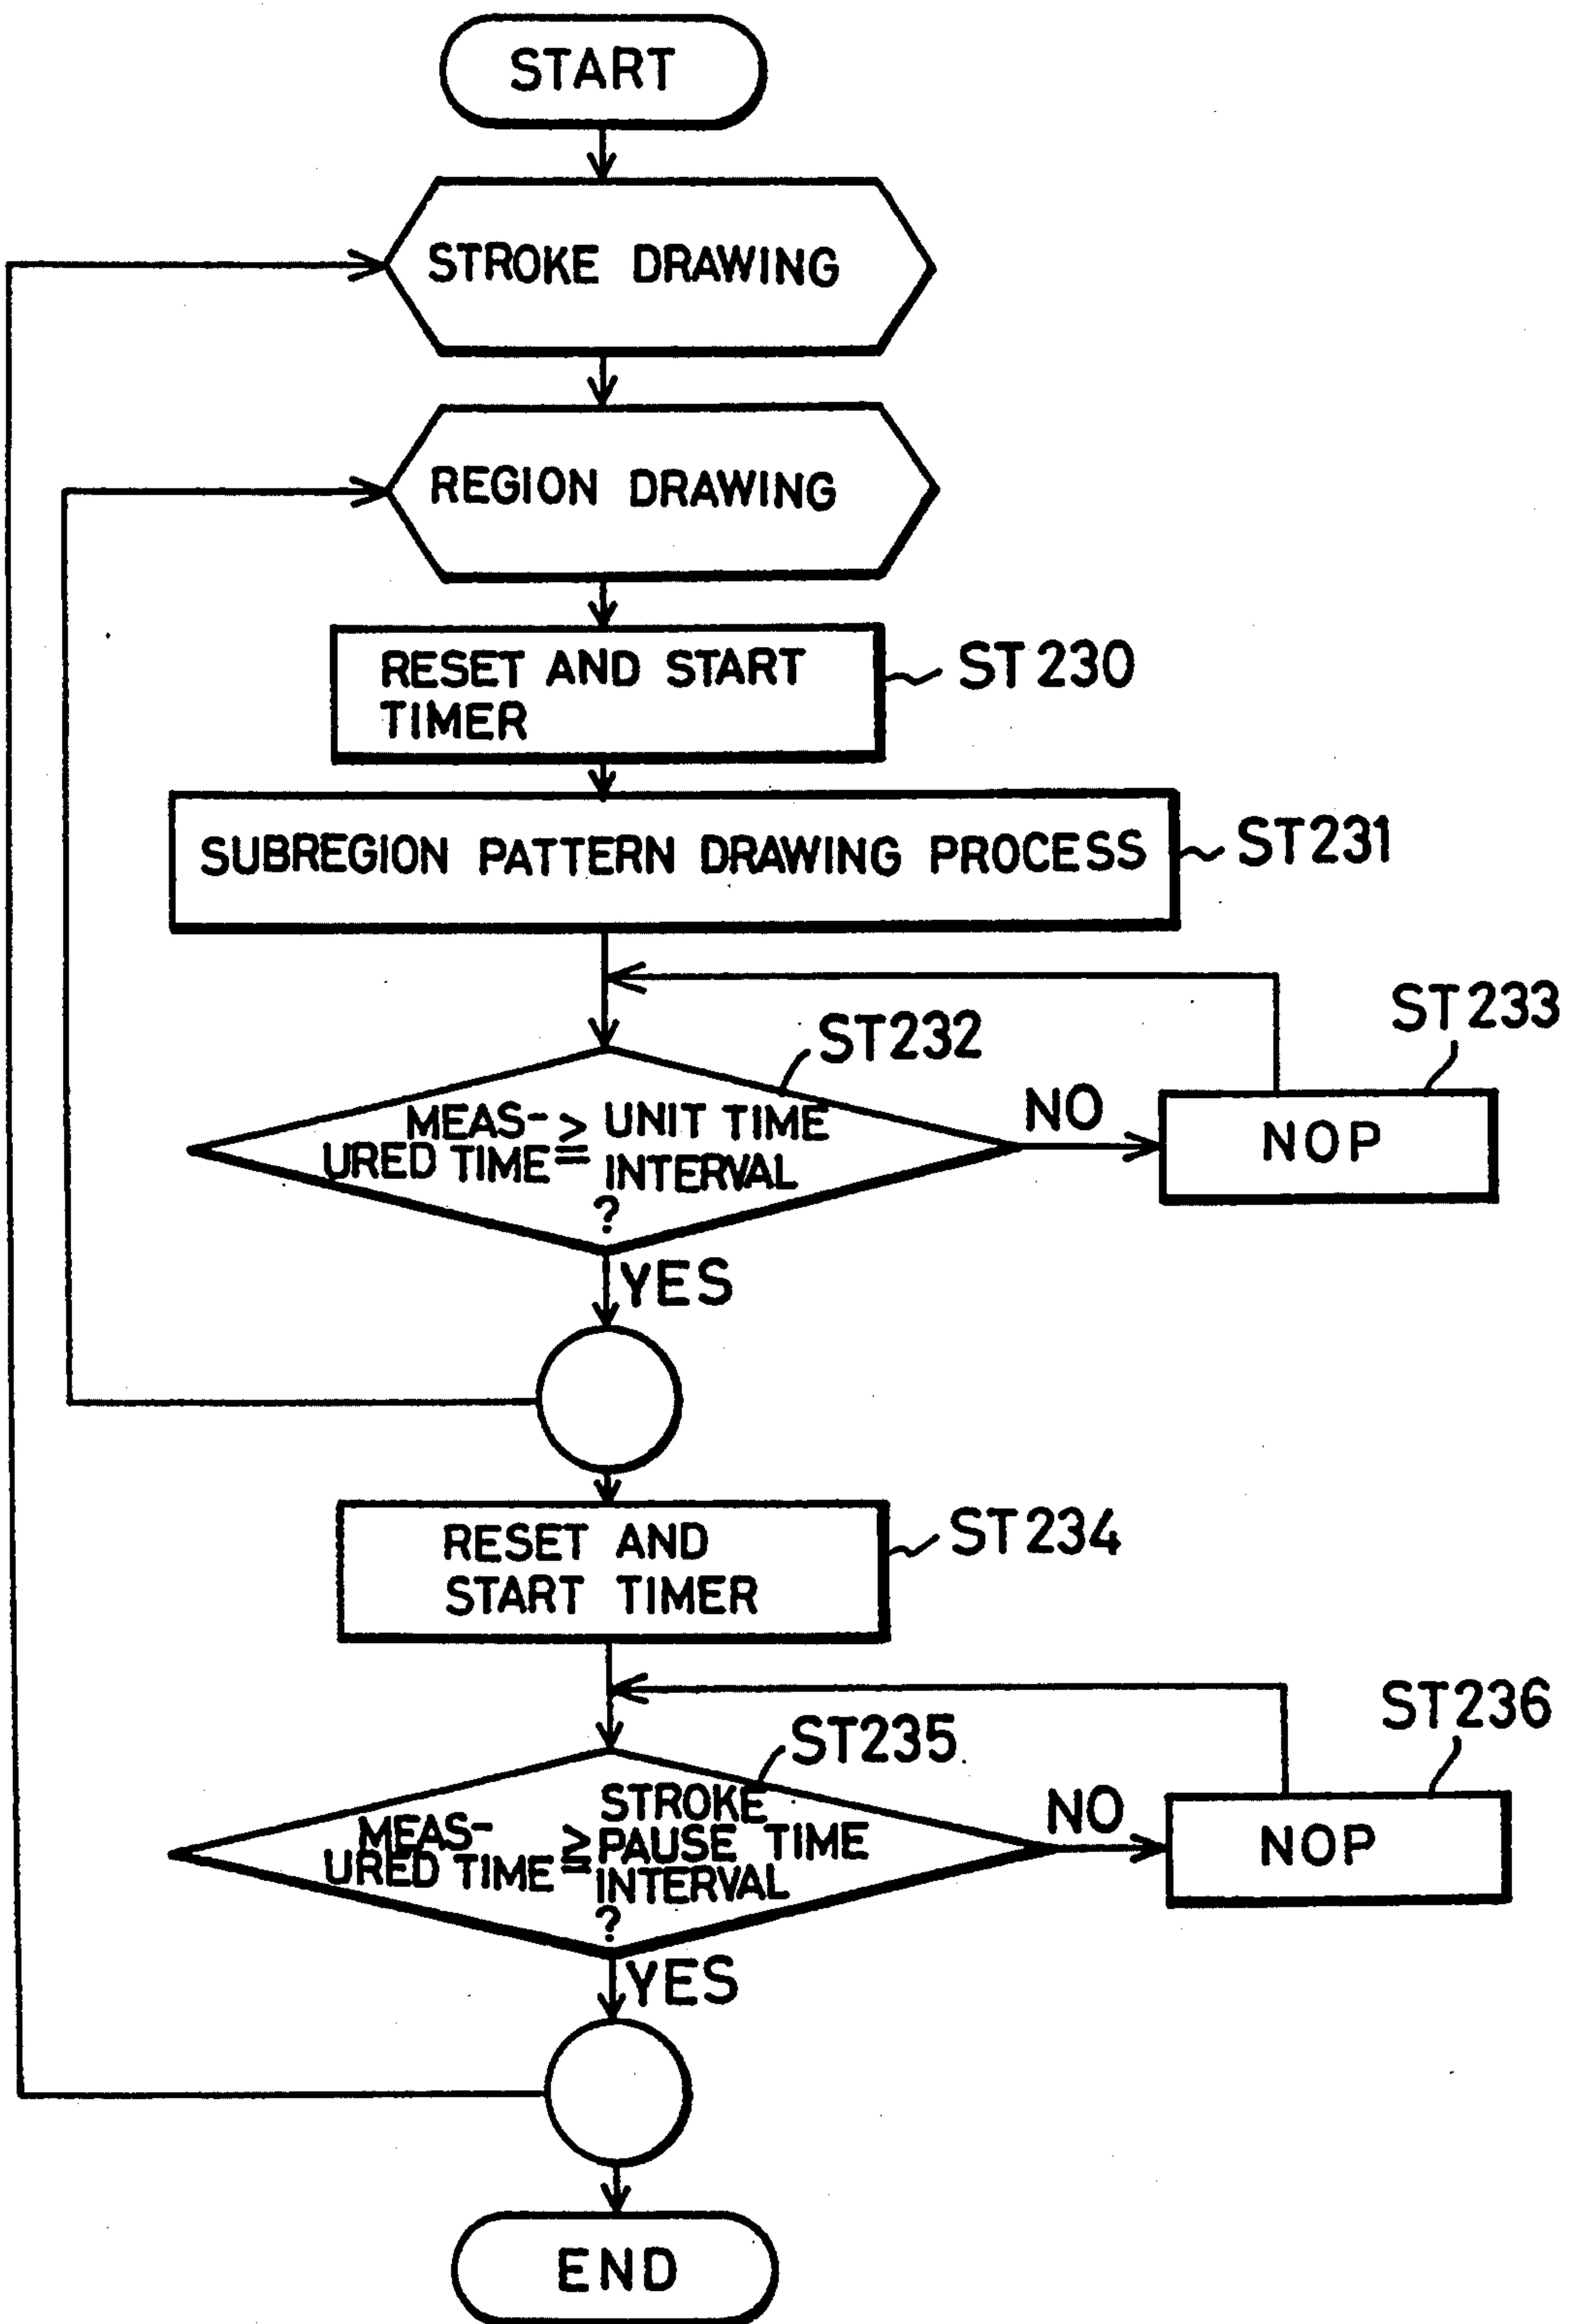 START
STROKE DRAWING
REGION DRAWING
RESET AND START
TIMER
ST230
SUBREGION PATTERN DRAWING PROCESS
ST231
ST233
ST232
MEAS- ≧ UNIT TIME
URED TIME INTERVAL
?
NO
NOP
YES
RESET AND
START TIMER
ST234
ST236
ST235
STROKE
MEAS- ≧ PAUSE TIME
URED TIME INTERVAL
?
NO
NOP
YES
END